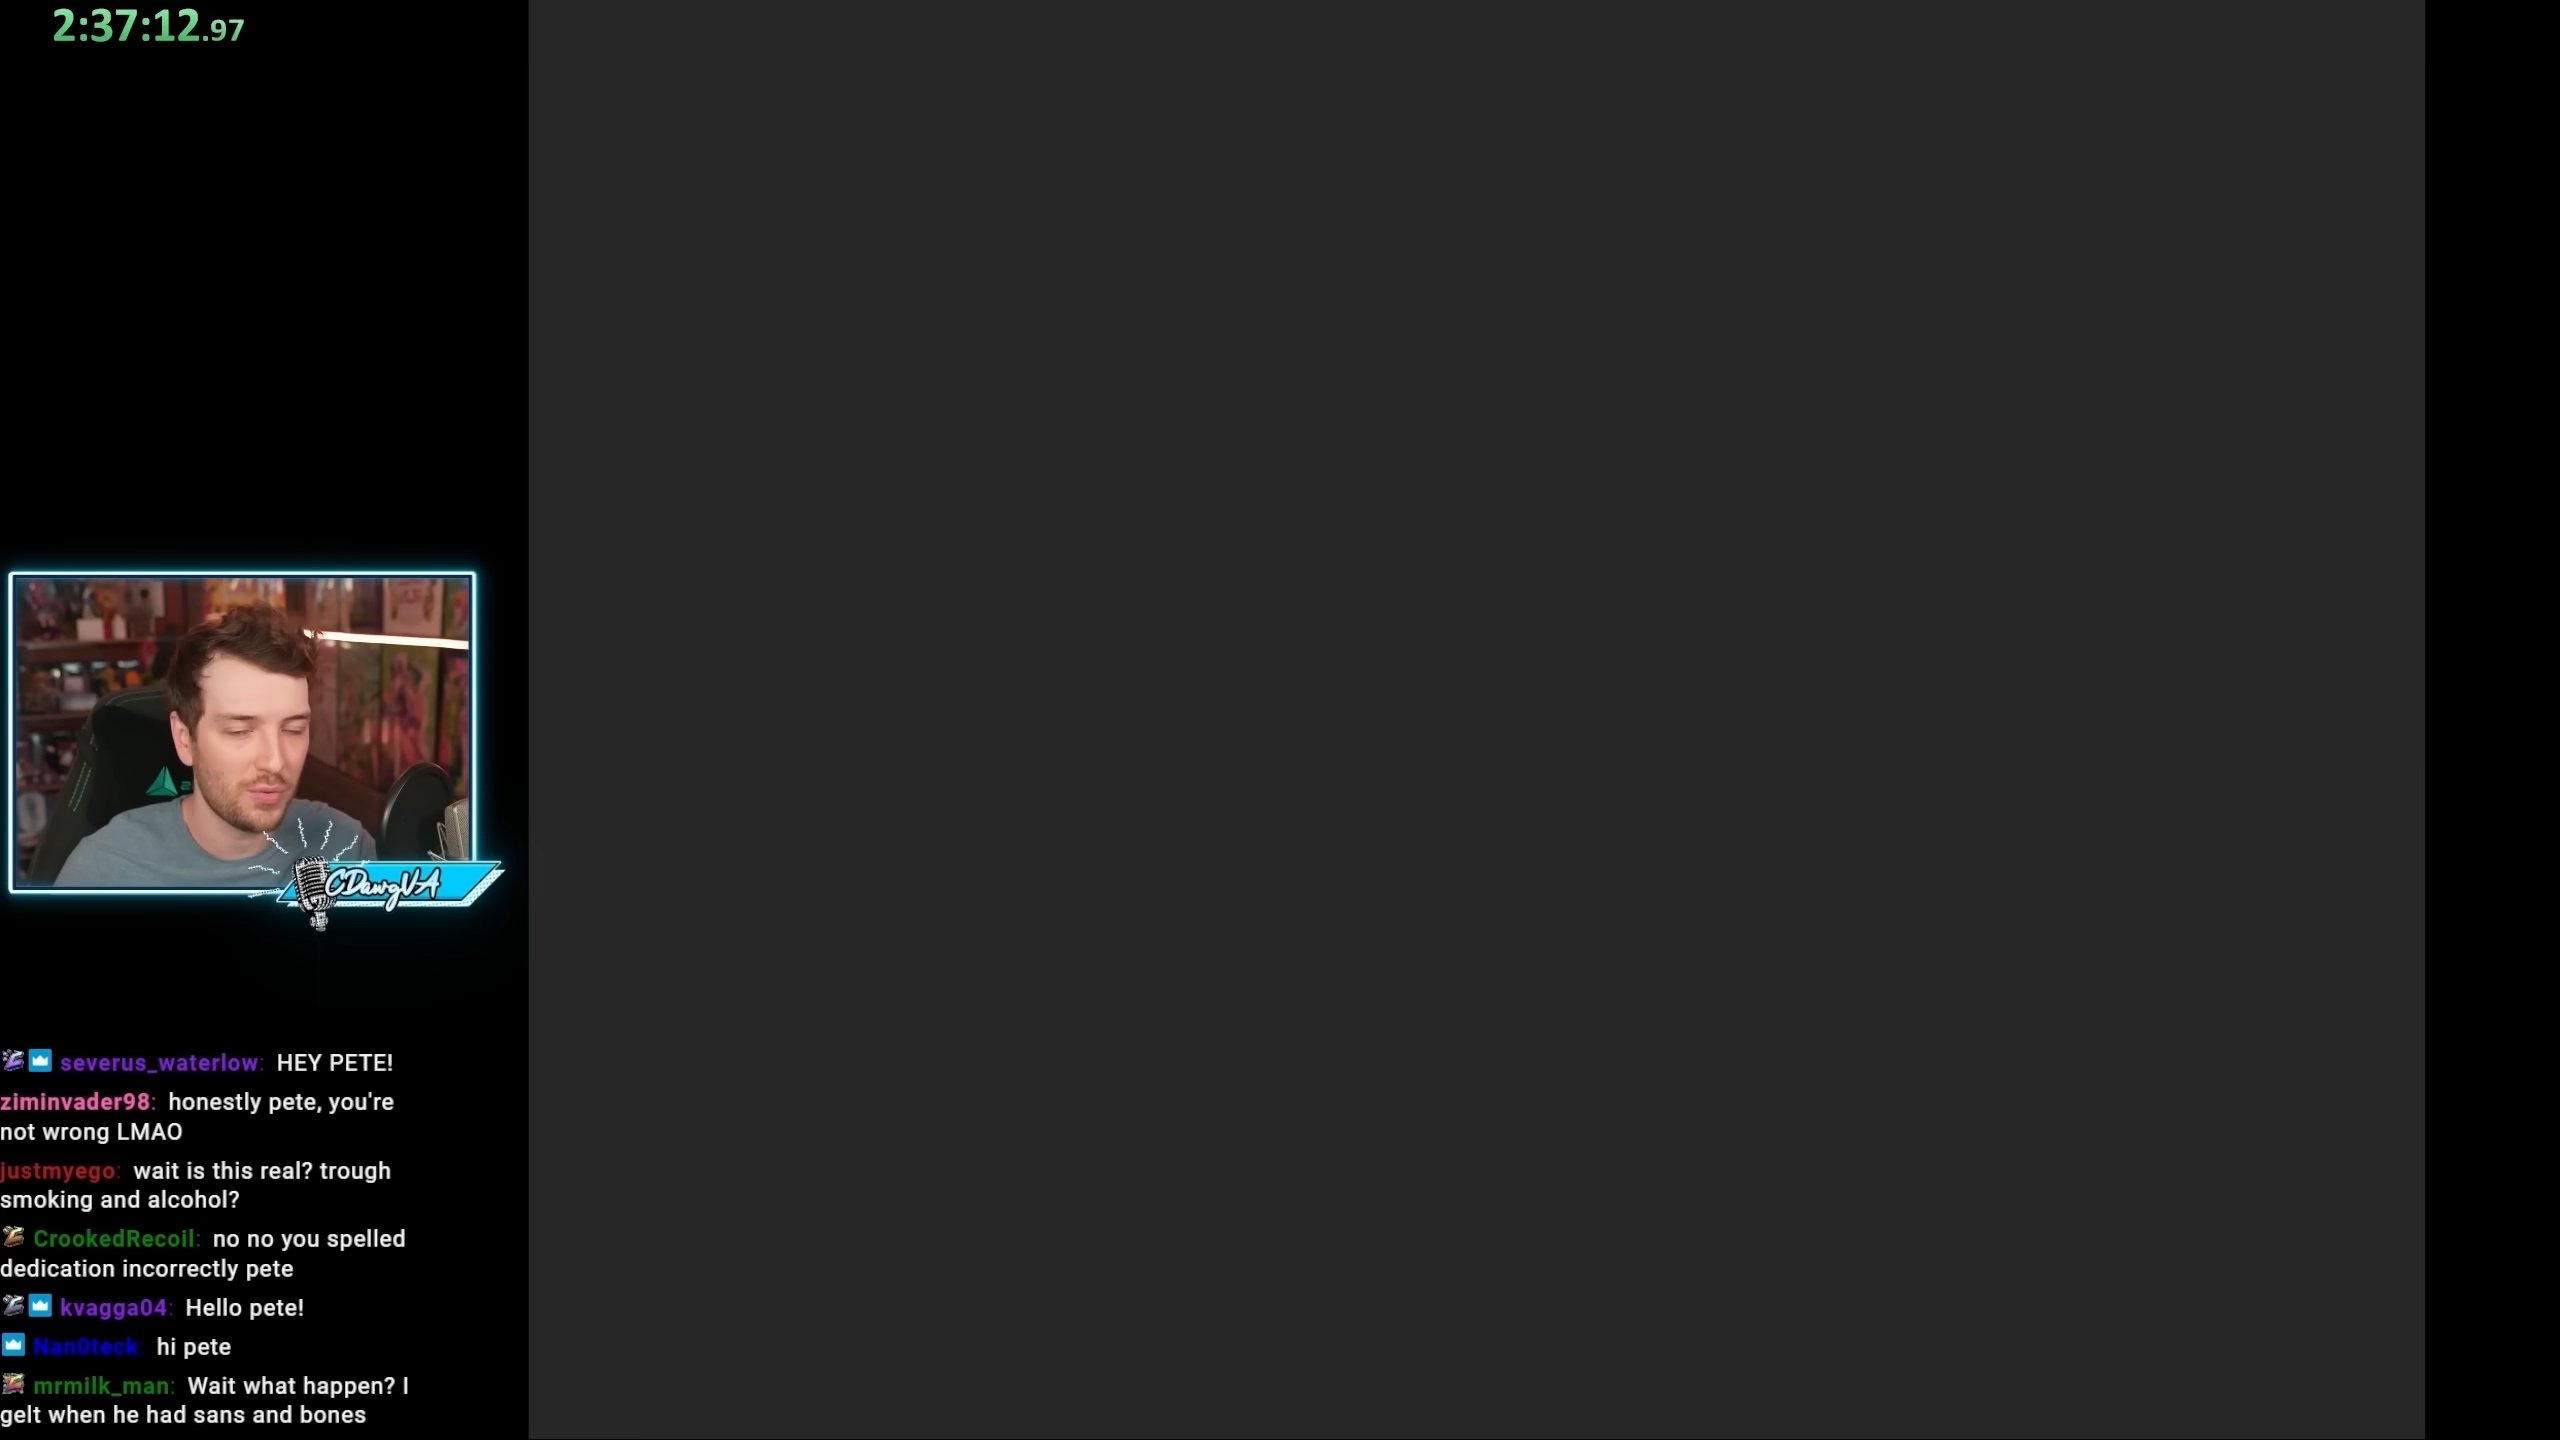 2:37:12.97
CDawgVA
severus_waterlow: HEY PETE!
ziminvader98: honestly pete, you're
not wrong LMAO
justmyego: wait is this real? trough
smoking and alcohol?
CrookedRecoil: no no you spelled
dedication incorrectly pete
kvagga04: Hello pete!
Nan0teck: hi pete
mrmilk_man: Wait what happen? I
gelt when he had sans and bones